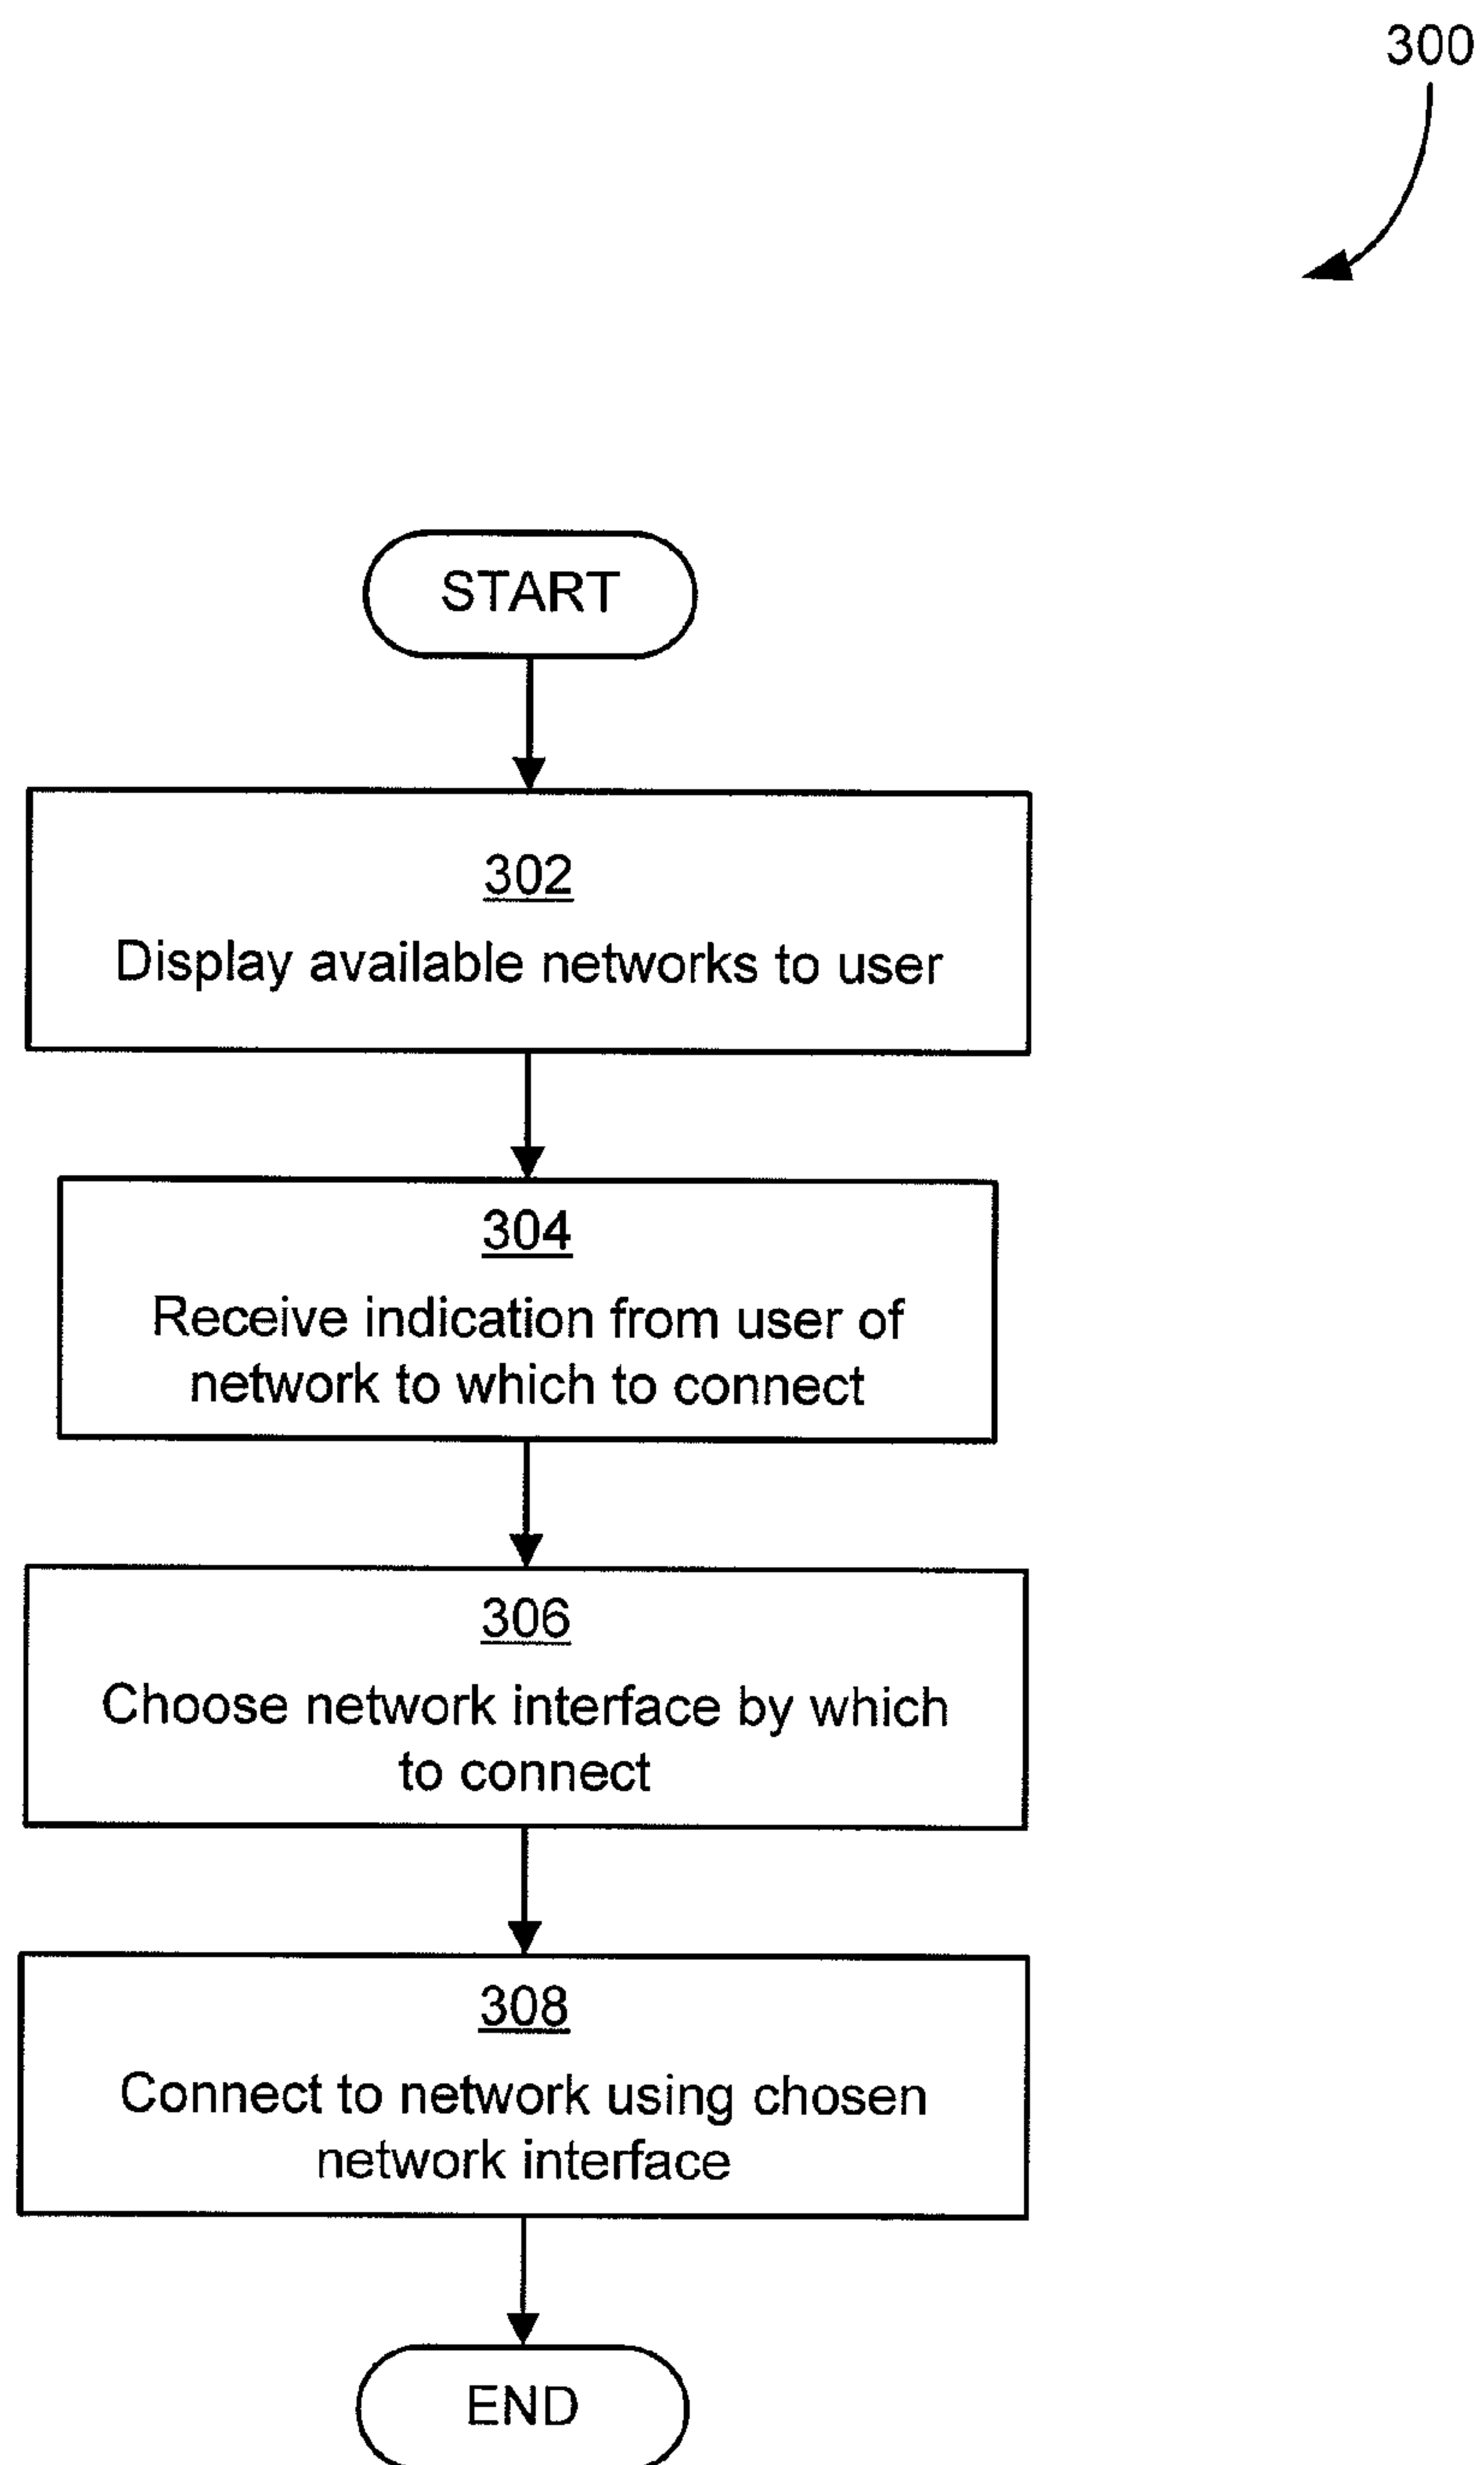 300
START
302
Display available networks to user
304
Receive indication from user of
network to which to connect
306
Choose network interface by which
to connect
308
Connect to network using chosen
network interface
END